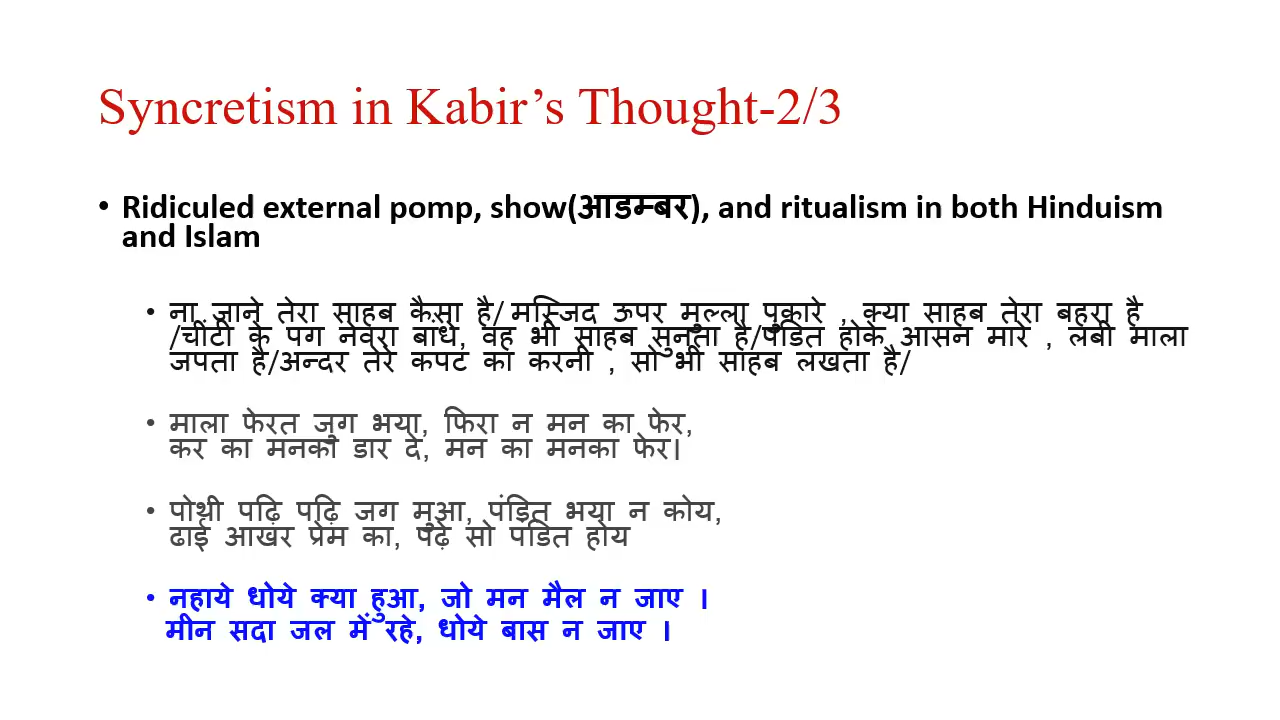 Syncretism in Kabir’s Thought-2/3
• Ridiculed external pomp, show(आडम्बर), and ritualism in both Hinduism
and Islam
• ना जाने तेरा साहब कैसा है/ मस्जिद ऊपर मुल्ला पुकारे , क्या साहब तेरा बहरा है
/चींटी के पग नेवरा बांधे, वह भी साहब सुनता है/पंडित होके आसन मारे , लंबी माला
जपता है/अन्दर तेरे कपट का करनी , सो भी साहब लखता है/
• माला फेरत जुग भया, फिरा न मन का फेर,
कर का मनका डार दे, मन का मनका फेर।
• पोथी पढ़ि पढ़ि जग मुआ, पंडित भया न कोय,
ढाई आखर प्रेम का, पढ़े सो पंडित होय
• नहाये धोये क्या हुआ, जो मन मैल न जाए ।
मीन सदा जल में रहे, धोये बास न जाए ।